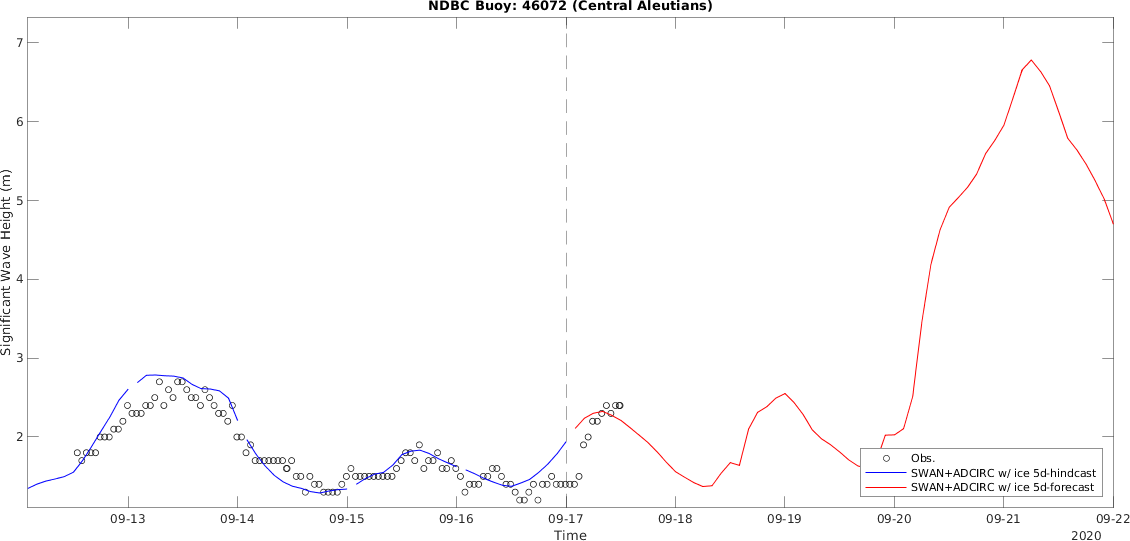 NDBC Buoy: 46072 (Central Aleutians)
Significant Wave Height (m)
7
6
5
4
3
2
Obs.
SWAN+ADCIRC w/ ice 5d-hindcast
SWAN+ADCIRC w/ ice 5d-forecast
09-13 09-14 09-15 09-16 09-17 09-18 09-19 09-20 09-21 09-22
Time
2020